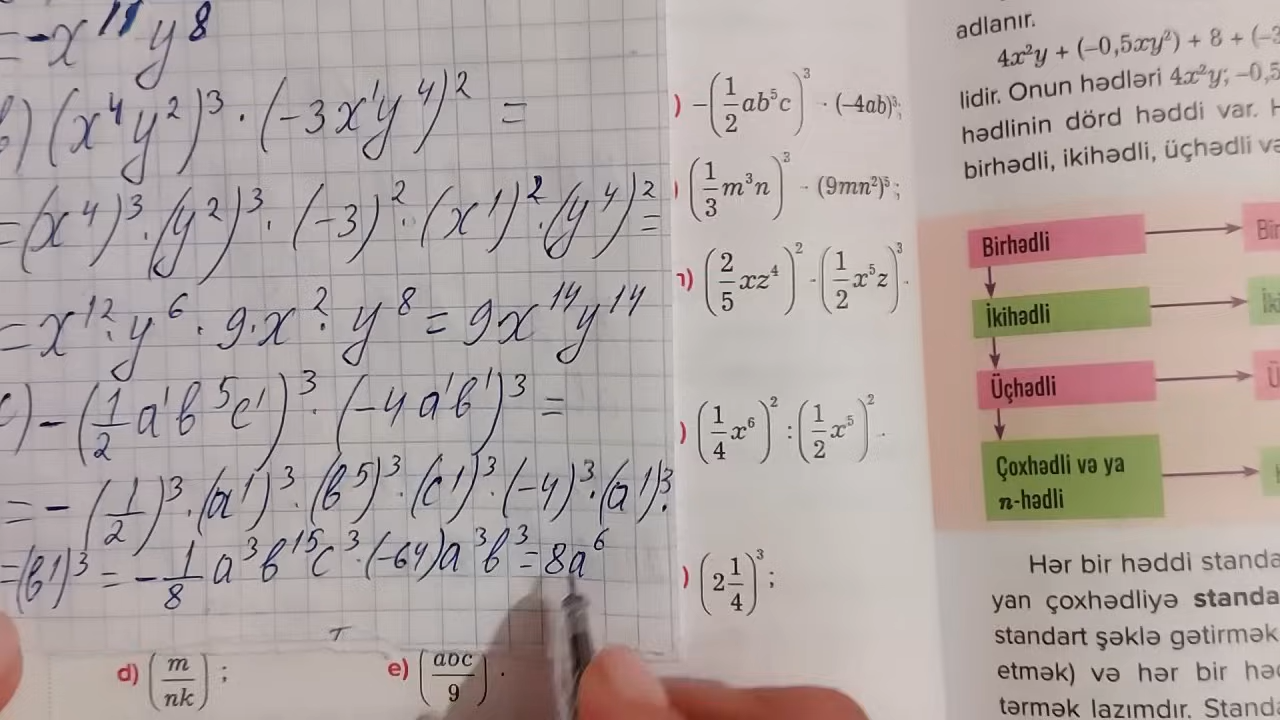 =-x¹¹y⁸
b) (x⁴y²)³ · (-3x¹y⁴)² =
=(x⁴)³ · (y²)³ · (-3)² · (x¹)² · (y⁴)² =
=x¹² · y⁶ · 9 · x² · y⁸ = 9x¹⁴y¹⁴
c) -(1/2 a¹b⁵c¹)³ · (-4a¹b¹)³ =
= -(1/2)³ · (a¹)³ · (b⁵)³ · (c¹)³ · (-4)³ · (a¹)³ ·
=(b¹)³ = -1/8 a³b¹⁵c³ · (-64)a³b³ = 8a⁶
d) (m/nk) ;
e) (abc/9) .
) -(1/2 ab⁵c)³ · (-4ab)³;
) (1/3 m³n)³ · (9mn²)⁵;
) (2/5 xz⁴)² · (1/2 x⁵z)³.
) (1/4 x⁶)² : (1/2 x⁵)².
) (2 1/4)³;
adlanır.
4x²y + (-0,5xy²) + 8 + (-3
lidir. Onun hədləri 4x²y; -0,5
hədlinin dörd həddi var. H
birhədli, ikihədli, üçhədli və
Birhədli
Bir
İkihədli
İk
Üçhədli
Ü
Çoxhədli və ya
n-hədli
Hər bir həddi standa
yan çoxhədliyə standa
standart şəklə gətirmək
etmək) və hər bir həd
tərmək lazımdır. Standa